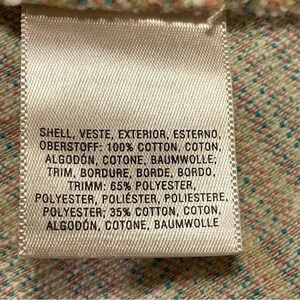 SHELL, VESTE, EXTERIOR, ESTERNO,
OBERSTOFF: 100% COTTON, COTON,
ALGODÓN, COTONE, BAUMWOLLE;
TRIM, BORDURE, BORDE, BORDO,
TRIMM: 65% POLYESTER,
POLYESTER, POLIÉSTER, POLIESTERE,
POLYESTER; 35% COTTON, COTON,
ALGODÓN, COTONE, BAUMWOLLE